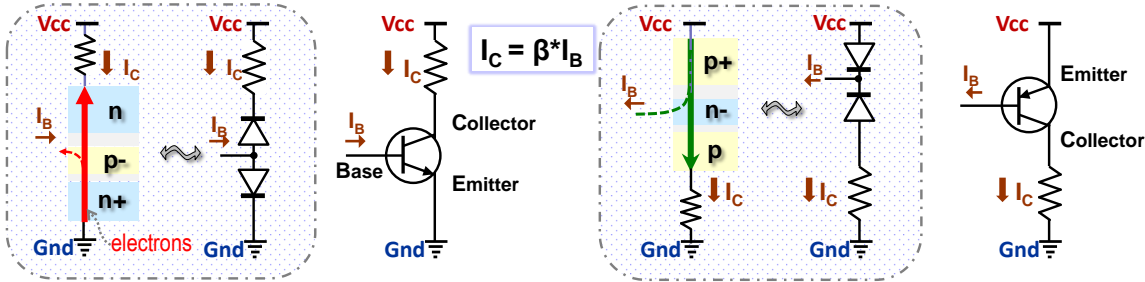 Vcc
I_C
n
I_B
p-
n+
electrons
Gnd
Vcc
I_C
I_B
Gnd
Vcc
I_C
I_B
Base
Collector
Emitter
Gnd
I_C = β*I_B
Vcc
p+
I_B
n-
p
I_C
Gnd
Vcc
I_B
I_C
Gnd
Vcc
I_B
Emitter
Collector
I_C
Gnd